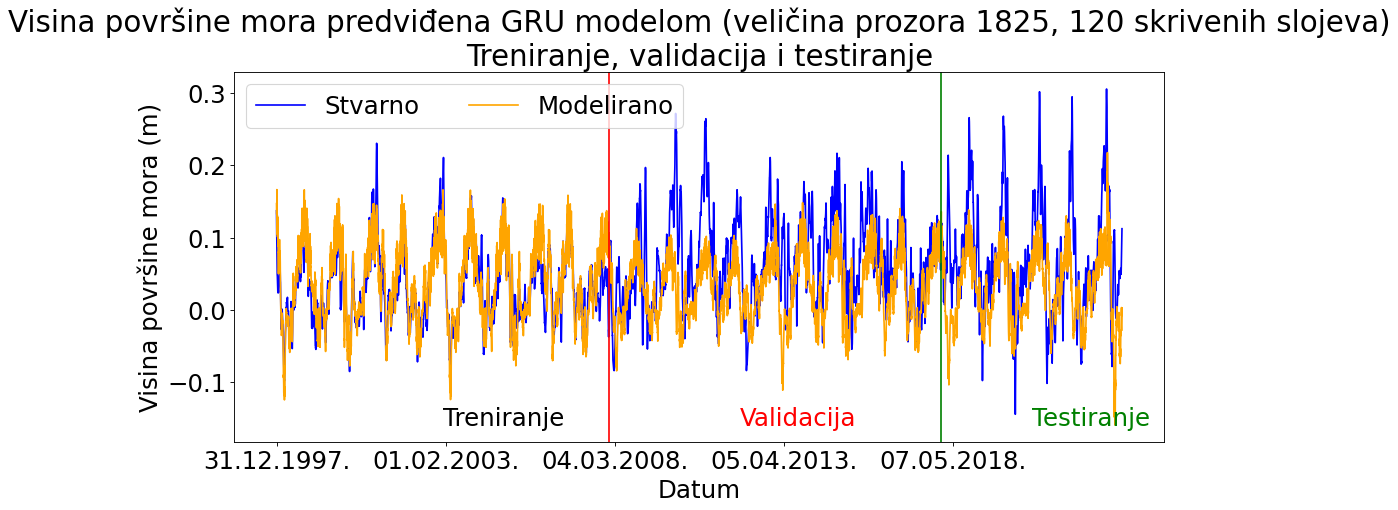 Visina površine mora predviđena GRU modelom (veličina prozora 1825, 120 skrivenih slojeva)
Treniranje, validacija i testiranje
Stvarno Modelirano
0.3
0.2
0.1
0.0
−0.1
Visina površine mora (m)
Treniranje Validacija Testiranje
31.12.1997. 01.02.2003. 04.03.2008. 05.04.2013. 07.05.2018.
Datum